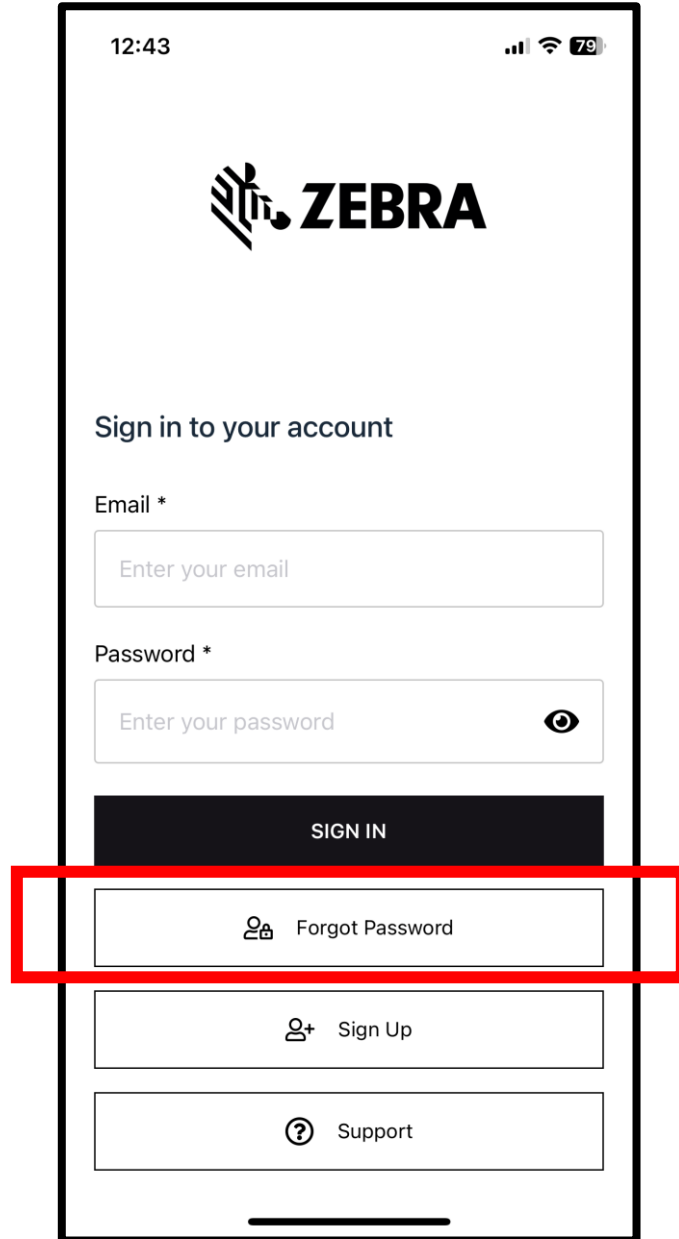 12:43
79
ZEBRA
Sign in to your account
Email *
Enter your email
Password *
Enter your password
SIGN IN
Forgot Password
Sign Up
Support